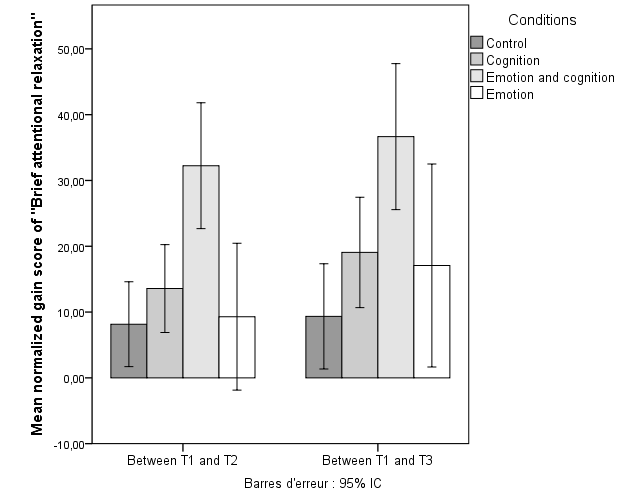 Conditions
Control
Cognition
Emotion and cognition
Emotion
Mean normalized gain score of "Brief attentional relaxation"
50,00
40,00
30,00
20,00
10,00
0,00
-10,00
Between T1 and T2
Between T1 and T3
Barres d'erreur : 95% IC